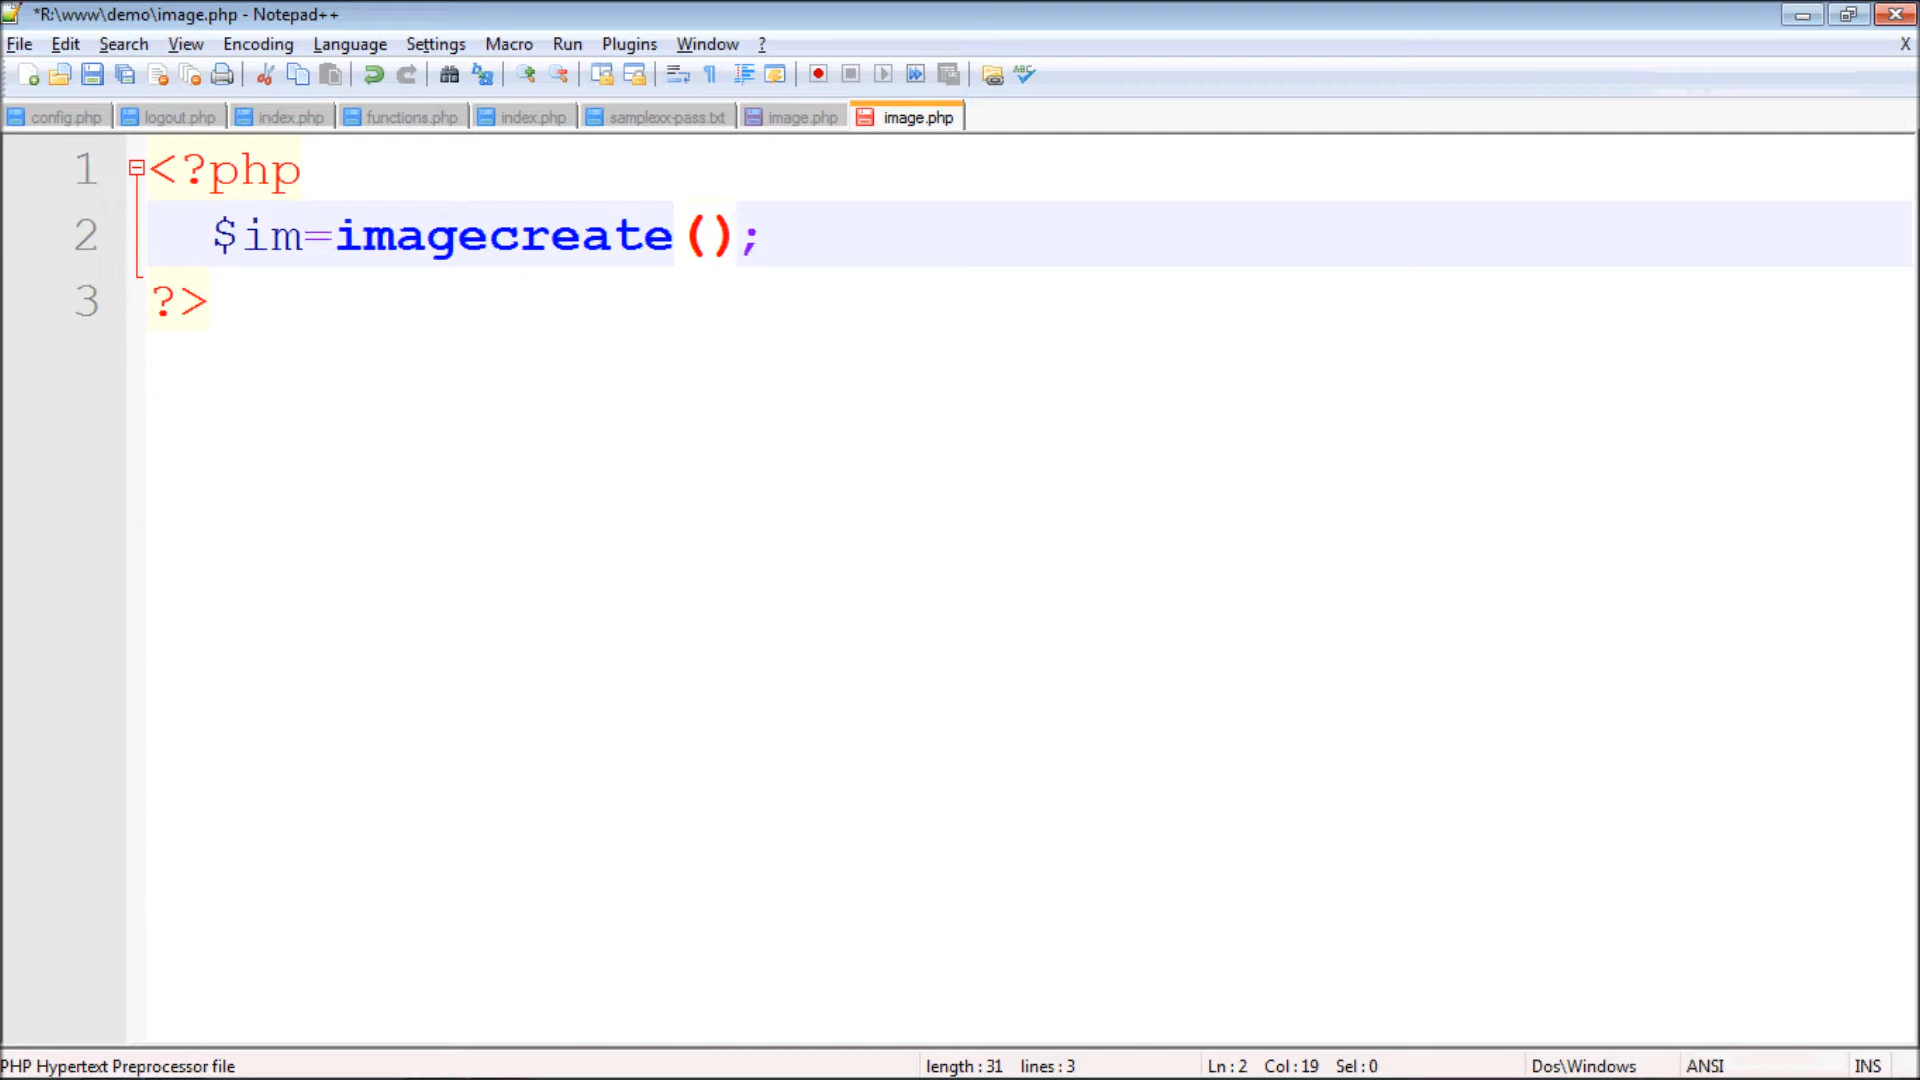 *R:\www\demo\image.php - Notepad++
File Edit Search View Encoding Language Settings Macro Run Plugins Window ? X
config.php logout.php index.php functions.php index.php samplexx-pass.txt image.php image.php
1 <?php
2 $im=imagecreate();
3 ?>
PHP Hypertext Preprocessor file length : 31 lines : 3 Ln : 2 Col : 19 Sel : 0 Dos\Windows ANSI INS